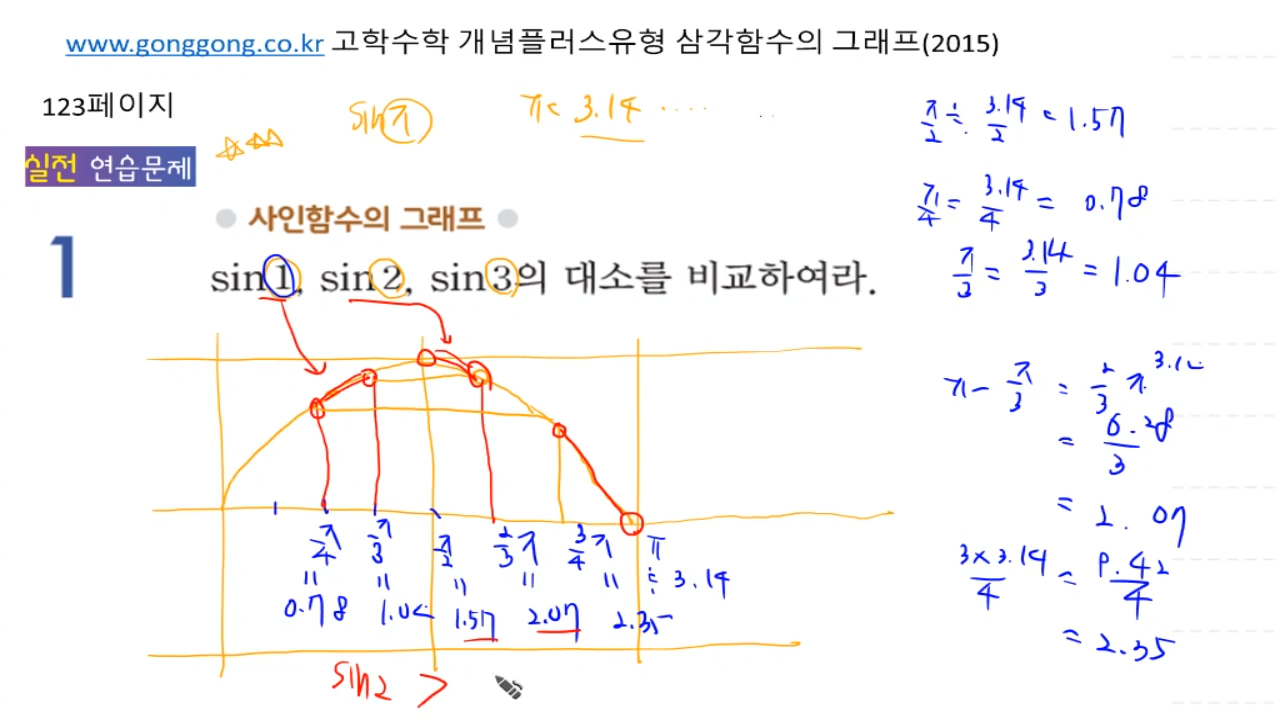 www.gonggong.co.kr 고학수학 개념플러스유형 삼각함수의 그래프(2015)
123페이지
sinπ π= 3.14 ....
실전 연습문제
사인함수의 그래프
1
sin1, sin2, sin3의 대소를 비교하여라.
π/2 ≒ 3.14/2 = 1.57
π/4 = 3.14/4 = 0.78
π/3 = 3.14/3 = 1.04
π - π/3 = 2/3 π
= 6.28/3
= 2.07
3×3.14/4 = 9.42/4
= 2.35
π/4 π/3 π/2 2/3π 3/4π π
0.78 1.04 1.57 2.07 2.35 ≒ 3.14
sin2 >